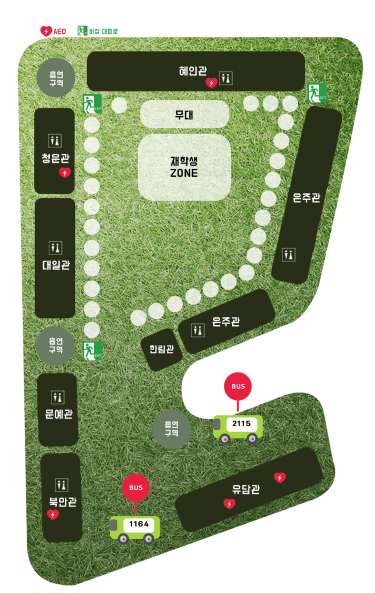 AED 비상 대피로
흡연
구역
혜인관
무대
청운관
재학생
ZONE
은주관
대일관
은주관
흡연
구역
한림관
BUS
문예관
흡연
구역
2115
북악관
유담관
BUS
1164